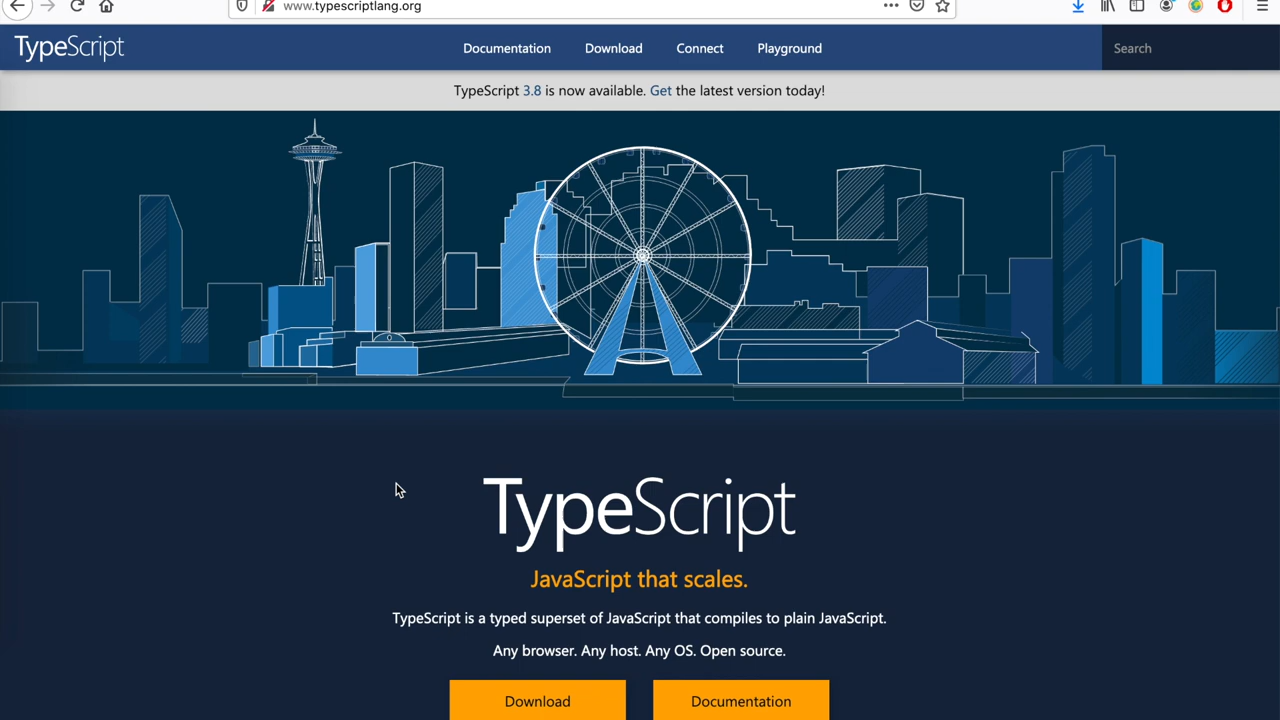 www.typescriptlang.org
TypeScript
Documentation Download Connect Playground Search
TypeScript 3.8 is now available. Get the latest version today!
TypeScript
JavaScript that scales.
TypeScript is a typed superset of JavaScript that compiles to plain JavaScript.
Any browser. Any host. Any OS. Open source.
Download Documentation